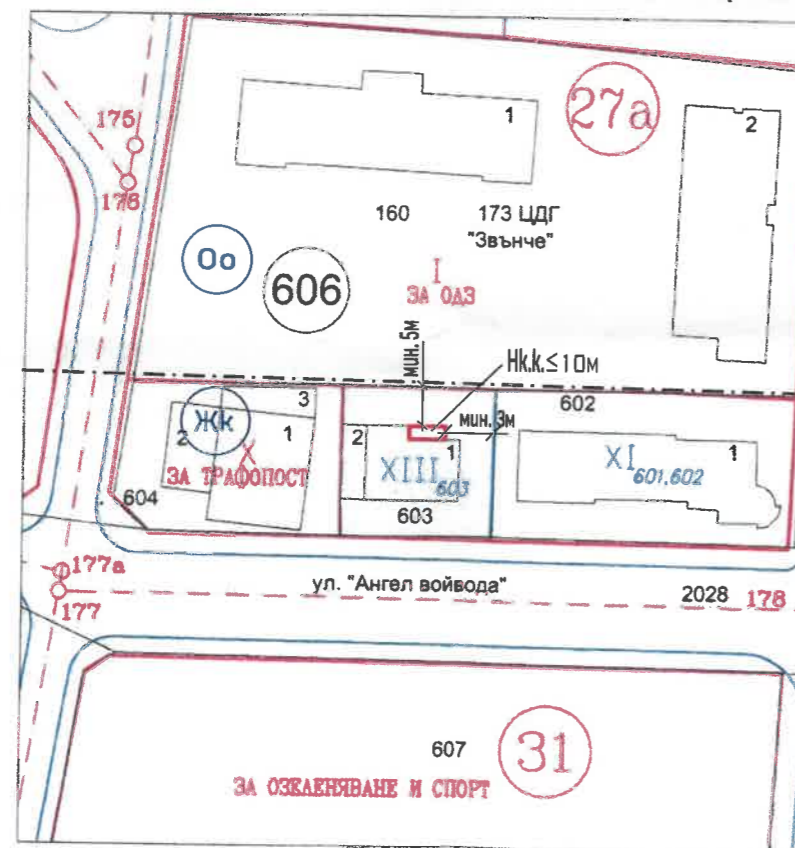 175
176
1
27а
2
160
173 ЦДГ
"Звънче"
Оо
606
I
ЗА ОДЗ
мин. 5м
Нк.к.≤10м
мин. 3м
602
3
Жк
2
1
X
ЗА ТРАФОПОСТ
604
2
1
XIII 603
603
XI 601,602
1
177а
177
ул. "Ангел войвода"
2028
178
607
31
ЗА ОЗЕЛЕНЯВАНЕ И СПОРТ